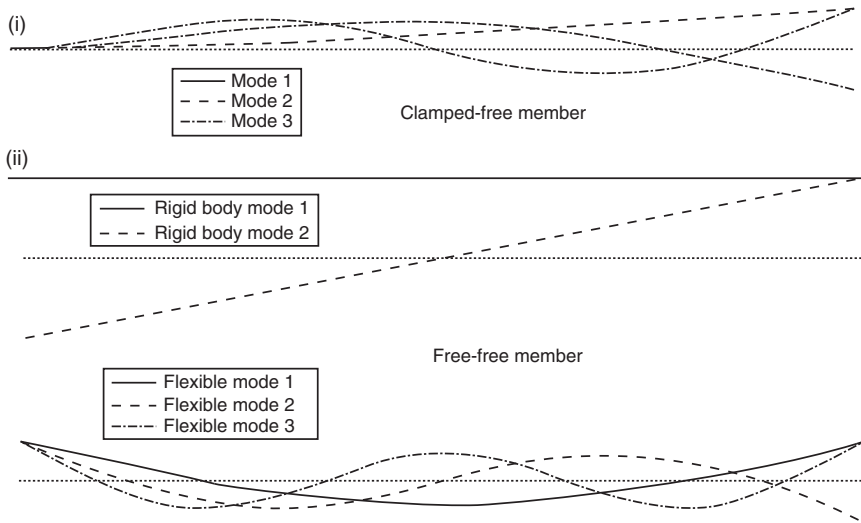 (i)
Mode 1
Mode 2
Mode 3
Clamped-free member
(ii)
Rigid body mode 1
Rigid body mode 2
Free-free member
Flexible mode 1
Flexible mode 2
Flexible mode 3